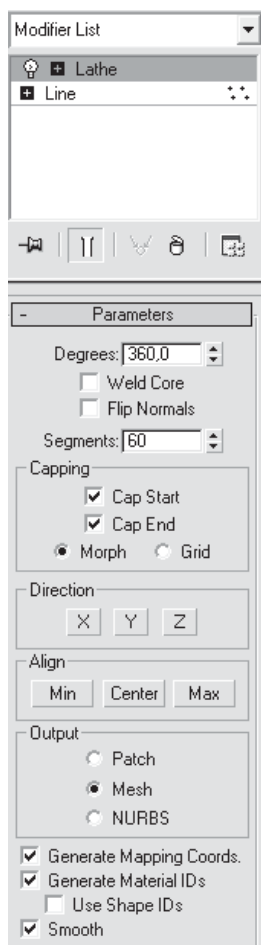 Modifier List
Lathe
Line
- Parameters
Degrees: 360,0
Weld Core
Flip Normals
Segments: 60
Capping
Cap Start
Cap End
Morph Grid
Direction
X Y Z
Align
Min Center Max
Output
Patch
Mesh
NURBS
Generate Mapping Coords.
Generate Material IDs
Use Shape IDs
Smooth